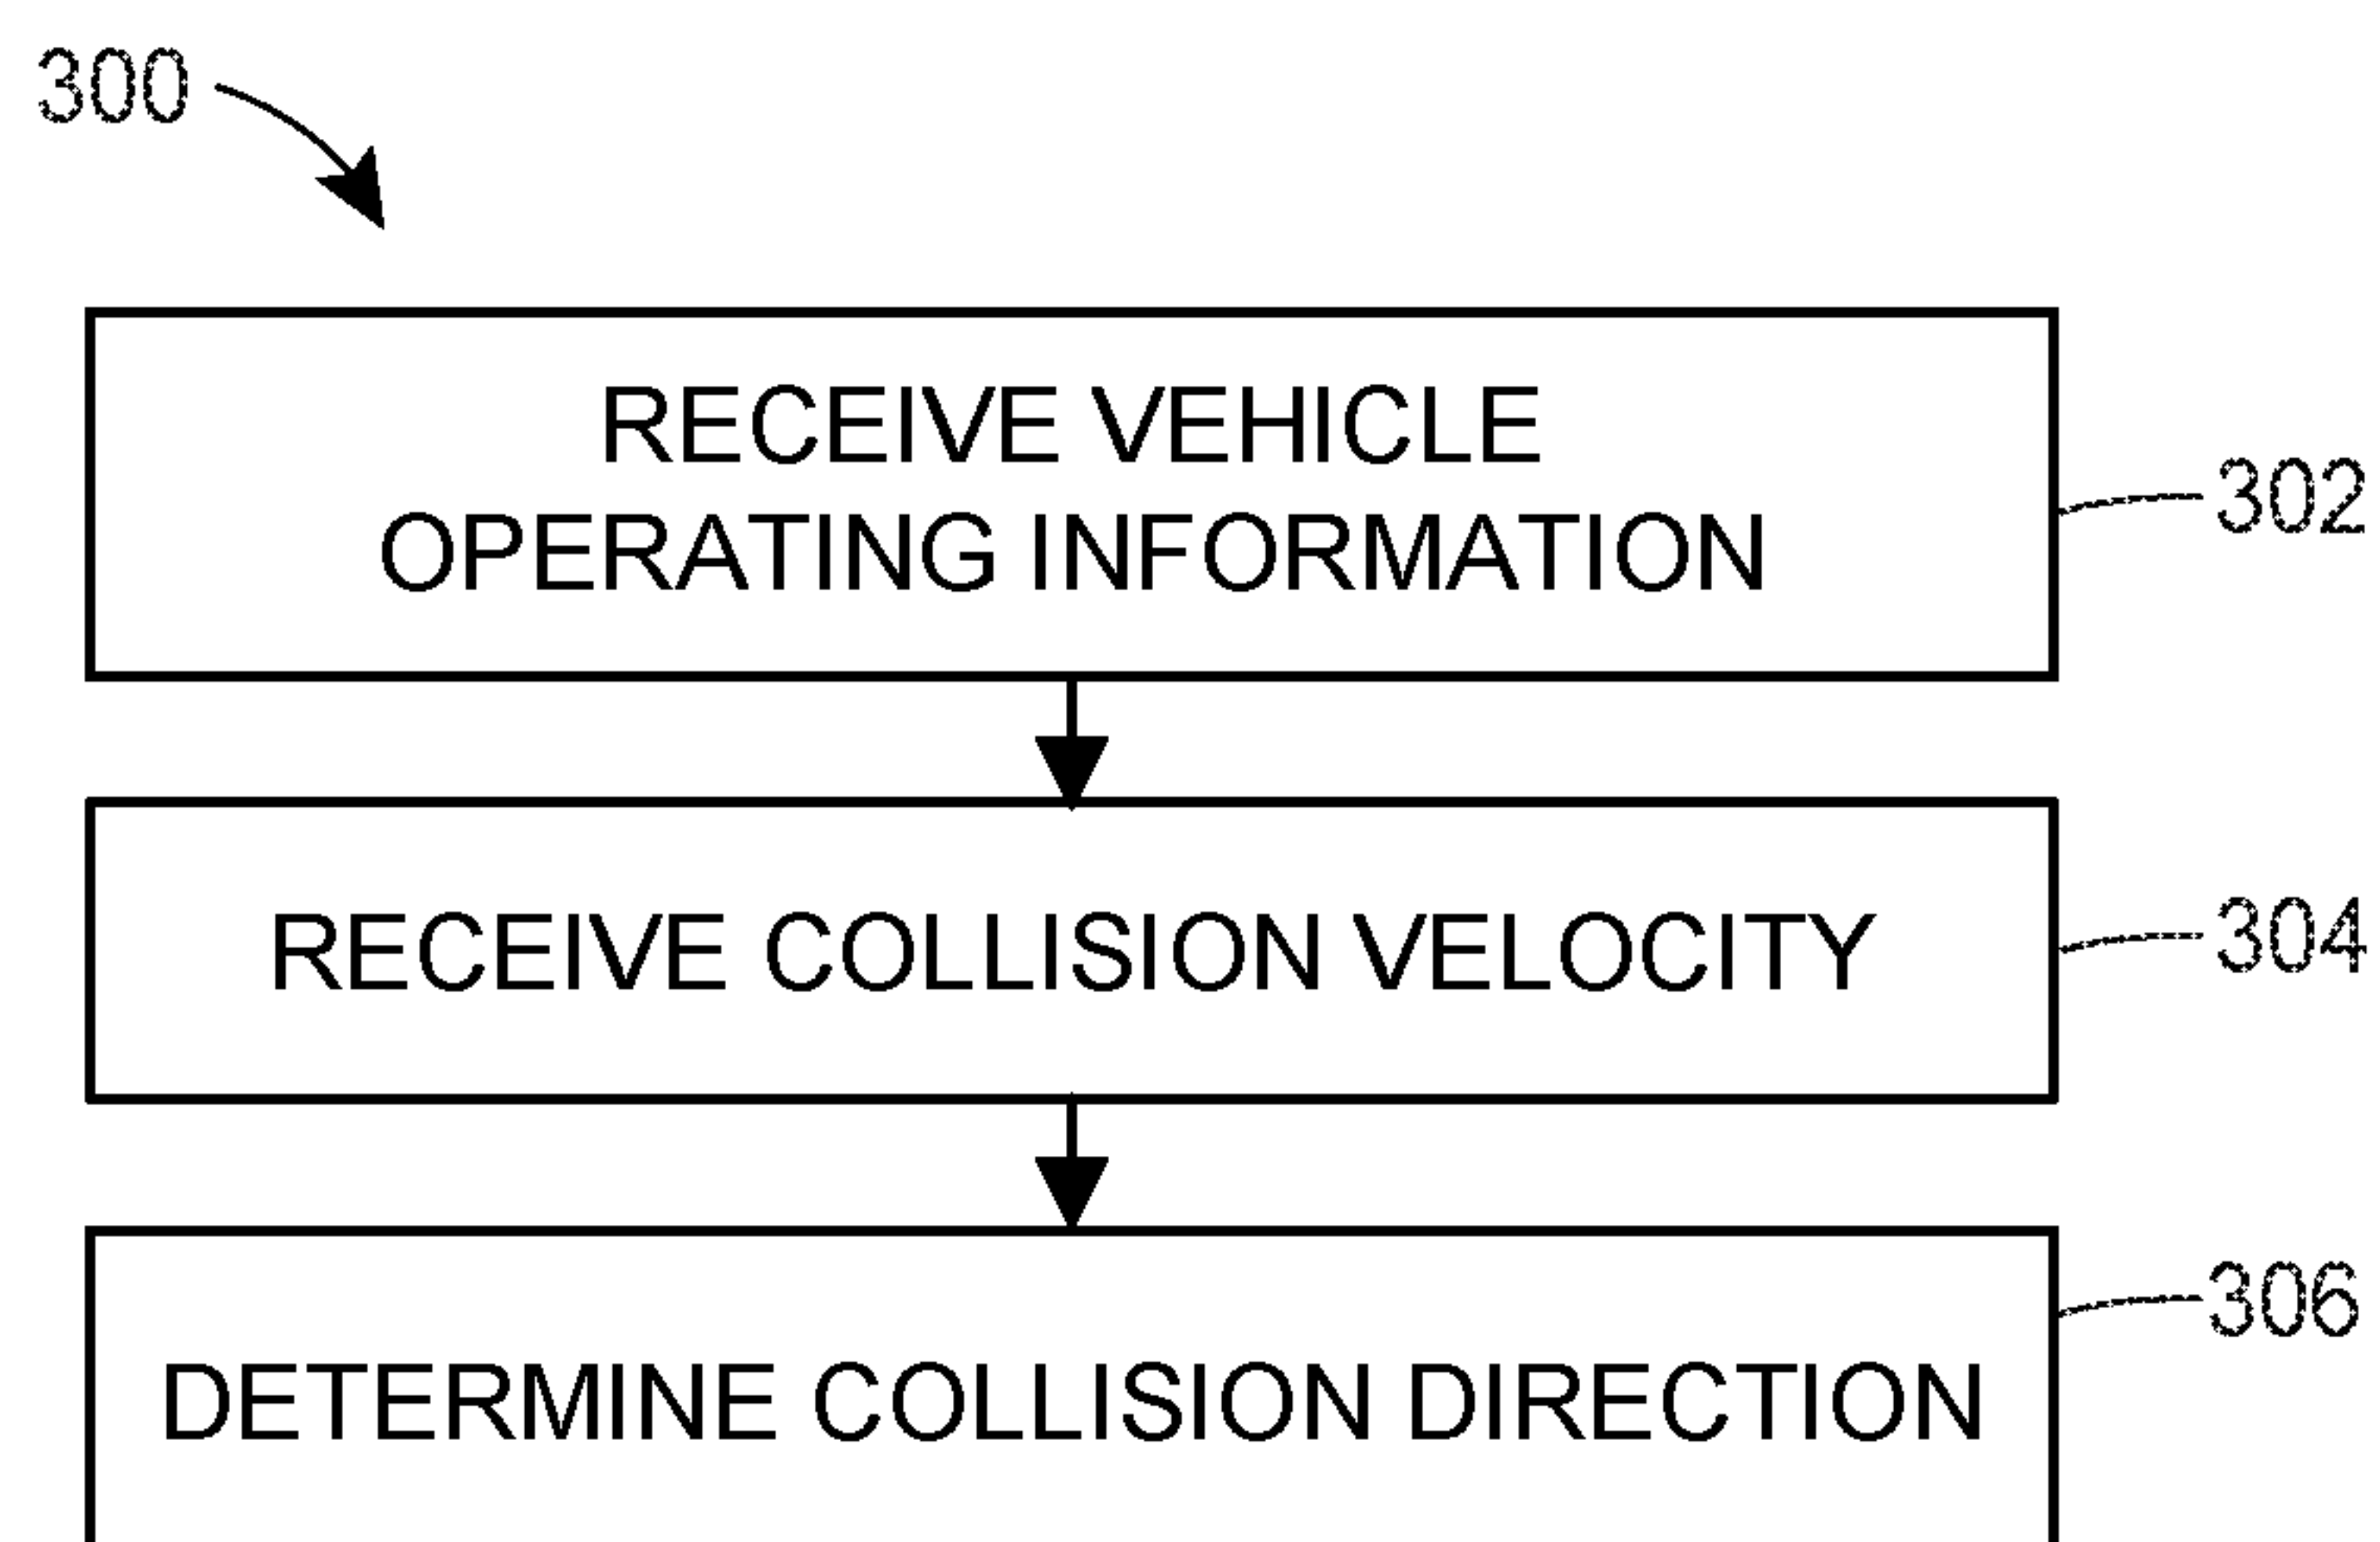 300
RECEIVE VEHICLE
OPERATING INFORMATION
302
RECEIVE COLLISION VELOCITY
304
306
DETERMINE COLLISION DIRECTION